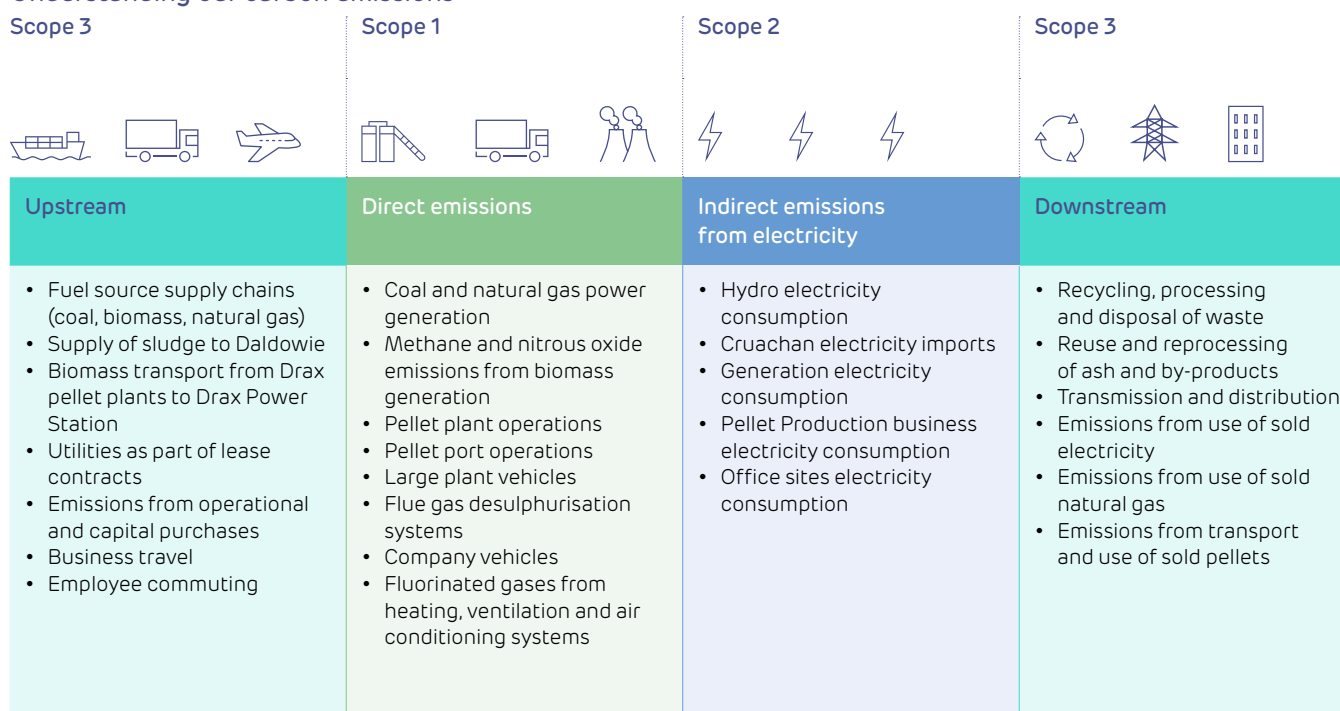 Understanding our carbon emissions
Scope 3
Scope 1
Scope 2
Scope 3
Upstream
• Fuel source supply chains
(coal, biomass, natural gas)
• Supply of sludge to Daldowie
• Biomass transport from Drax
pellet plants to Drax Power
Station
• Utilities as part of lease
contracts
• Emissions from operational
and capital purchases
• Business travel
• Employee commuting
Direct emissions
• Coal and natural gas power
generation
• Methane and nitrous oxide
emissions from biomass
generation
• Pellet plant operations
• Pellet port operations
• Large plant vehicles
• Flue gas desulphurisation
systems
• Company vehicles
• Fluorinated gases from
heating, ventilation and air
conditioning systems
Indirect emissions
from electricity
• Hydro electricity
consumption
• Cruachan electricity imports
• Generation electricity
consumption
• Pellet Production business
electricity consumption
• Office sites electricity
consumption
Downstream
• Recycling, processing
and disposal of waste
• Reuse and reprocessing
of ash and by-products
• Transmission and distribution
• Emissions from use of sold
electricity
• Emissions from use of sold
natural gas
• Emissions from transport
and use of sold pellets